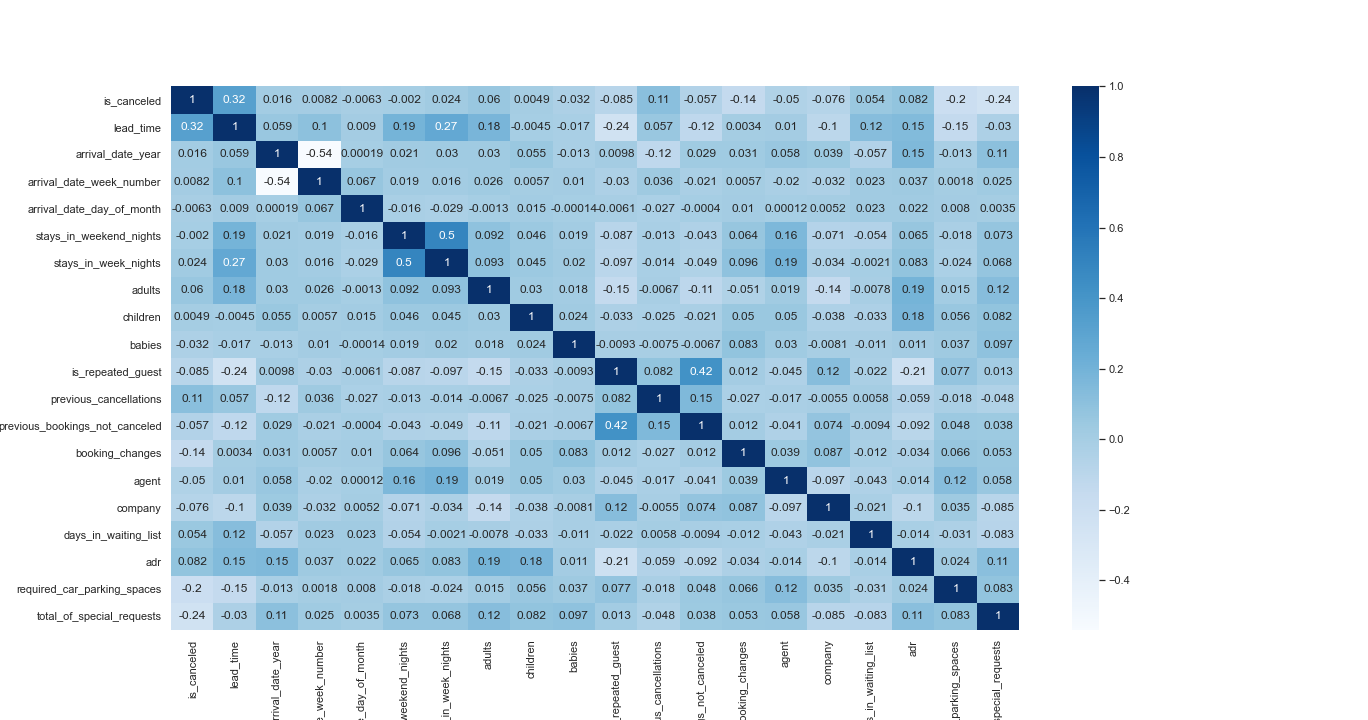 is_canceled 1 0.32 0.016 0.0082 -0.0063 -0.002 0.024 0.06 0.0049 -0.032 -0.085 0.11 -0.057 -0.14 -0.05 -0.076 0.054 0.082 -0.2 -0.24
lead_time 0.32 1 0.059 0.1 0.009 0.19 0.27 0.18 -0.0045 -0.017 -0.24 0.057 -0.12 0.0034 0.01 -0.1 0.12 0.15 -0.15 -0.03
arrival_date_year 0.016 0.059 1 -0.54 0.00019 0.021 0.03 0.03 0.055 -0.013 0.0098 -0.12 0.029 0.031 0.058 0.039 -0.057 0.15 -0.013 0.11
arrival_date_week_number 0.0082 0.1 -0.54 1 0.067 0.019 0.016 0.026 0.0057 0.01 -0.03 0.036 -0.021 0.0057 -0.02 -0.032 0.023 0.037 0.0018 0.025
arrival_date_day_of_month -0.0063 0.009 0.00019 0.067 1 -0.016 -0.029 -0.0013 0.015 -0.00014 -0.0061 -0.027 -0.0004 0.01 0.00012 0.0052 0.023 0.022 0.008 0.0035
stays_in_weekend_nights -0.002 0.19 0.021 0.019 -0.016 1 0.5 0.092 0.046 0.019 -0.087 -0.013 -0.043 0.064 0.16 -0.071 -0.054 0.065 -0.018 0.073
stays_in_week_nights 0.024 0.27 0.03 0.016 -0.029 0.5 1 0.093 0.045 0.02 -0.097 -0.014 -0.049 0.096 0.19 -0.034 -0.0021 0.083 -0.024 0.068
adults 0.06 0.18 0.03 0.026 -0.0013 0.092 0.093 1 0.03 0.018 -0.15 -0.0067 -0.11 -0.051 0.019 -0.14 -0.0078 0.19 0.015 0.12
children 0.0049 -0.0045 0.055 0.0057 0.015 0.046 0.045 0.03 1 0.024 -0.033 -0.025 -0.021 0.05 0.05 -0.038 -0.033 0.18 0.056 0.082
babies -0.032 -0.017 -0.013 0.01 -0.00014 0.019 0.02 0.018 0.024 1 -0.0093 -0.0075 -0.0067 0.083 0.03 -0.0081 -0.011 0.011 0.037 0.097
is_repeated_guest -0.085 -0.24 0.0098 -0.03 -0.0061 -0.087 -0.097 -0.15 -0.033 -0.0093 1 0.082 0.42 0.012 -0.045 0.12 -0.022 -0.21 0.077 0.013
previous_cancellations 0.11 0.057 -0.12 0.036 -0.027 -0.013 -0.014 -0.0067 -0.025 -0.0075 0.082 1 0.15 -0.027 -0.017 -0.0055 0.0058 -0.059 -0.018 -0.048
previous_bookings_not_canceled -0.057 -0.12 0.029 -0.021 -0.0004 -0.043 -0.049 -0.11 -0.021 -0.0067 0.42 0.15 1 0.012 -0.041 0.074 -0.0094 -0.092 0.048 0.038
booking_changes -0.14 0.0034 0.031 0.0057 0.01 0.064 0.096 -0.051 0.05 0.083 0.012 -0.027 0.012 1 0.039 0.087 -0.012 -0.034 0.066 0.053
agent -0.05 0.01 0.058 -0.02 0.00012 0.16 0.19 0.019 0.05 0.03 -0.045 -0.017 -0.041 0.039 1 -0.097 -0.043 -0.014 0.12 0.058
company -0.076 -0.1 0.039 -0.032 0.0052 -0.071 -0.034 -0.14 -0.038 -0.0081 0.12 -0.0055 0.074 0.087 -0.097 1 -0.021 -0.1 0.035 -0.085
days_in_waiting_list 0.054 0.12 -0.057 0.023 0.023 -0.054 -0.0021 -0.0078 -0.033 -0.011 -0.022 0.0058 -0.0094 -0.012 -0.043 -0.021 1 -0.014 -0.031 -0.083
adr 0.082 0.15 0.15 0.037 0.022 0.065 0.083 0.19 0.18 0.011 -0.21 -0.059 -0.092 -0.034 -0.014 -0.1 -0.014 1 0.024 0.11
required_car_parking_spaces -0.2 -0.15 -0.013 0.0018 0.008 -0.018 -0.024 0.015 0.056 0.037 0.077 -0.018 0.048 0.066 0.12 0.035 -0.031 0.024 1 0.083
total_of_special_requests -0.24 -0.03 0.11 0.025 0.0035 0.073 0.068 0.12 0.082 0.097 0.013 -0.048 0.038 0.053 0.058 -0.085 -0.083 0.11 0.083 1
is_canceled
lead_time
rrival_date_year
e_week_number
e_day_of_month
weekend_nights
in_week_nights
adults
children
babies
_repeated_guest
us_cancellations
gs_not_canceled
ooking_changes
agent
company
s_in_waiting_list
adr
_parking_spaces
special_requests
1.0
0.8
0.6
0.4
0.2
0.0
−0.2
−0.4